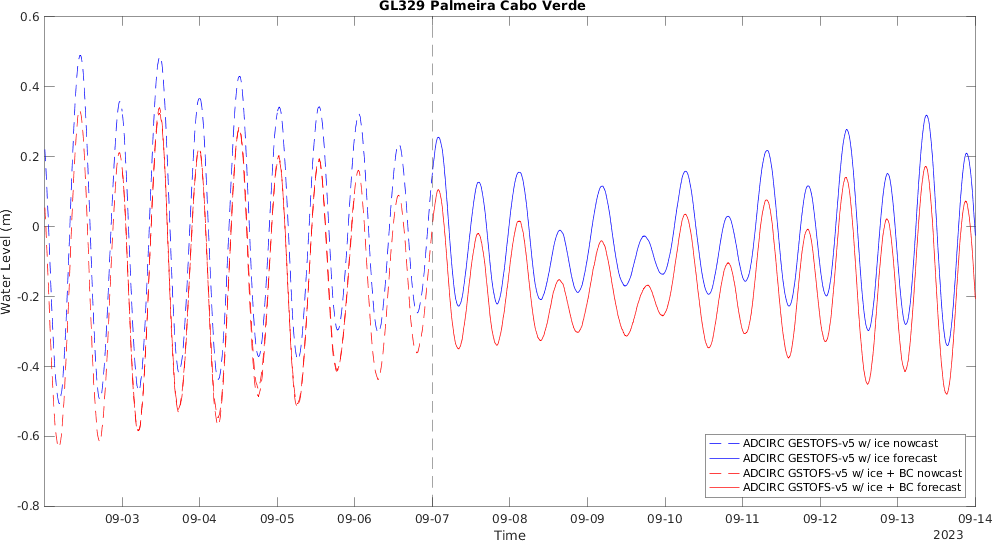 GL329 Palmeira Cabo Verde
0.6
0.4
0.2
0
-0.2
-0.4
-0.6
-0.8
Water Level (m)
ADCIRC GESTOFS-v5 w/ ice nowcast
ADCIRC GESTOFS-v5 w/ ice forecast
ADCIRC GSTOFS-v5 w/ ice + BC nowcast
ADCIRC GSTOFS-v5 w/ ice + BC forecast
09-03 09-04 09-05 09-06 09-07 09-08 09-09 09-10 09-11 09-12 09-13 09-14
Time
2023